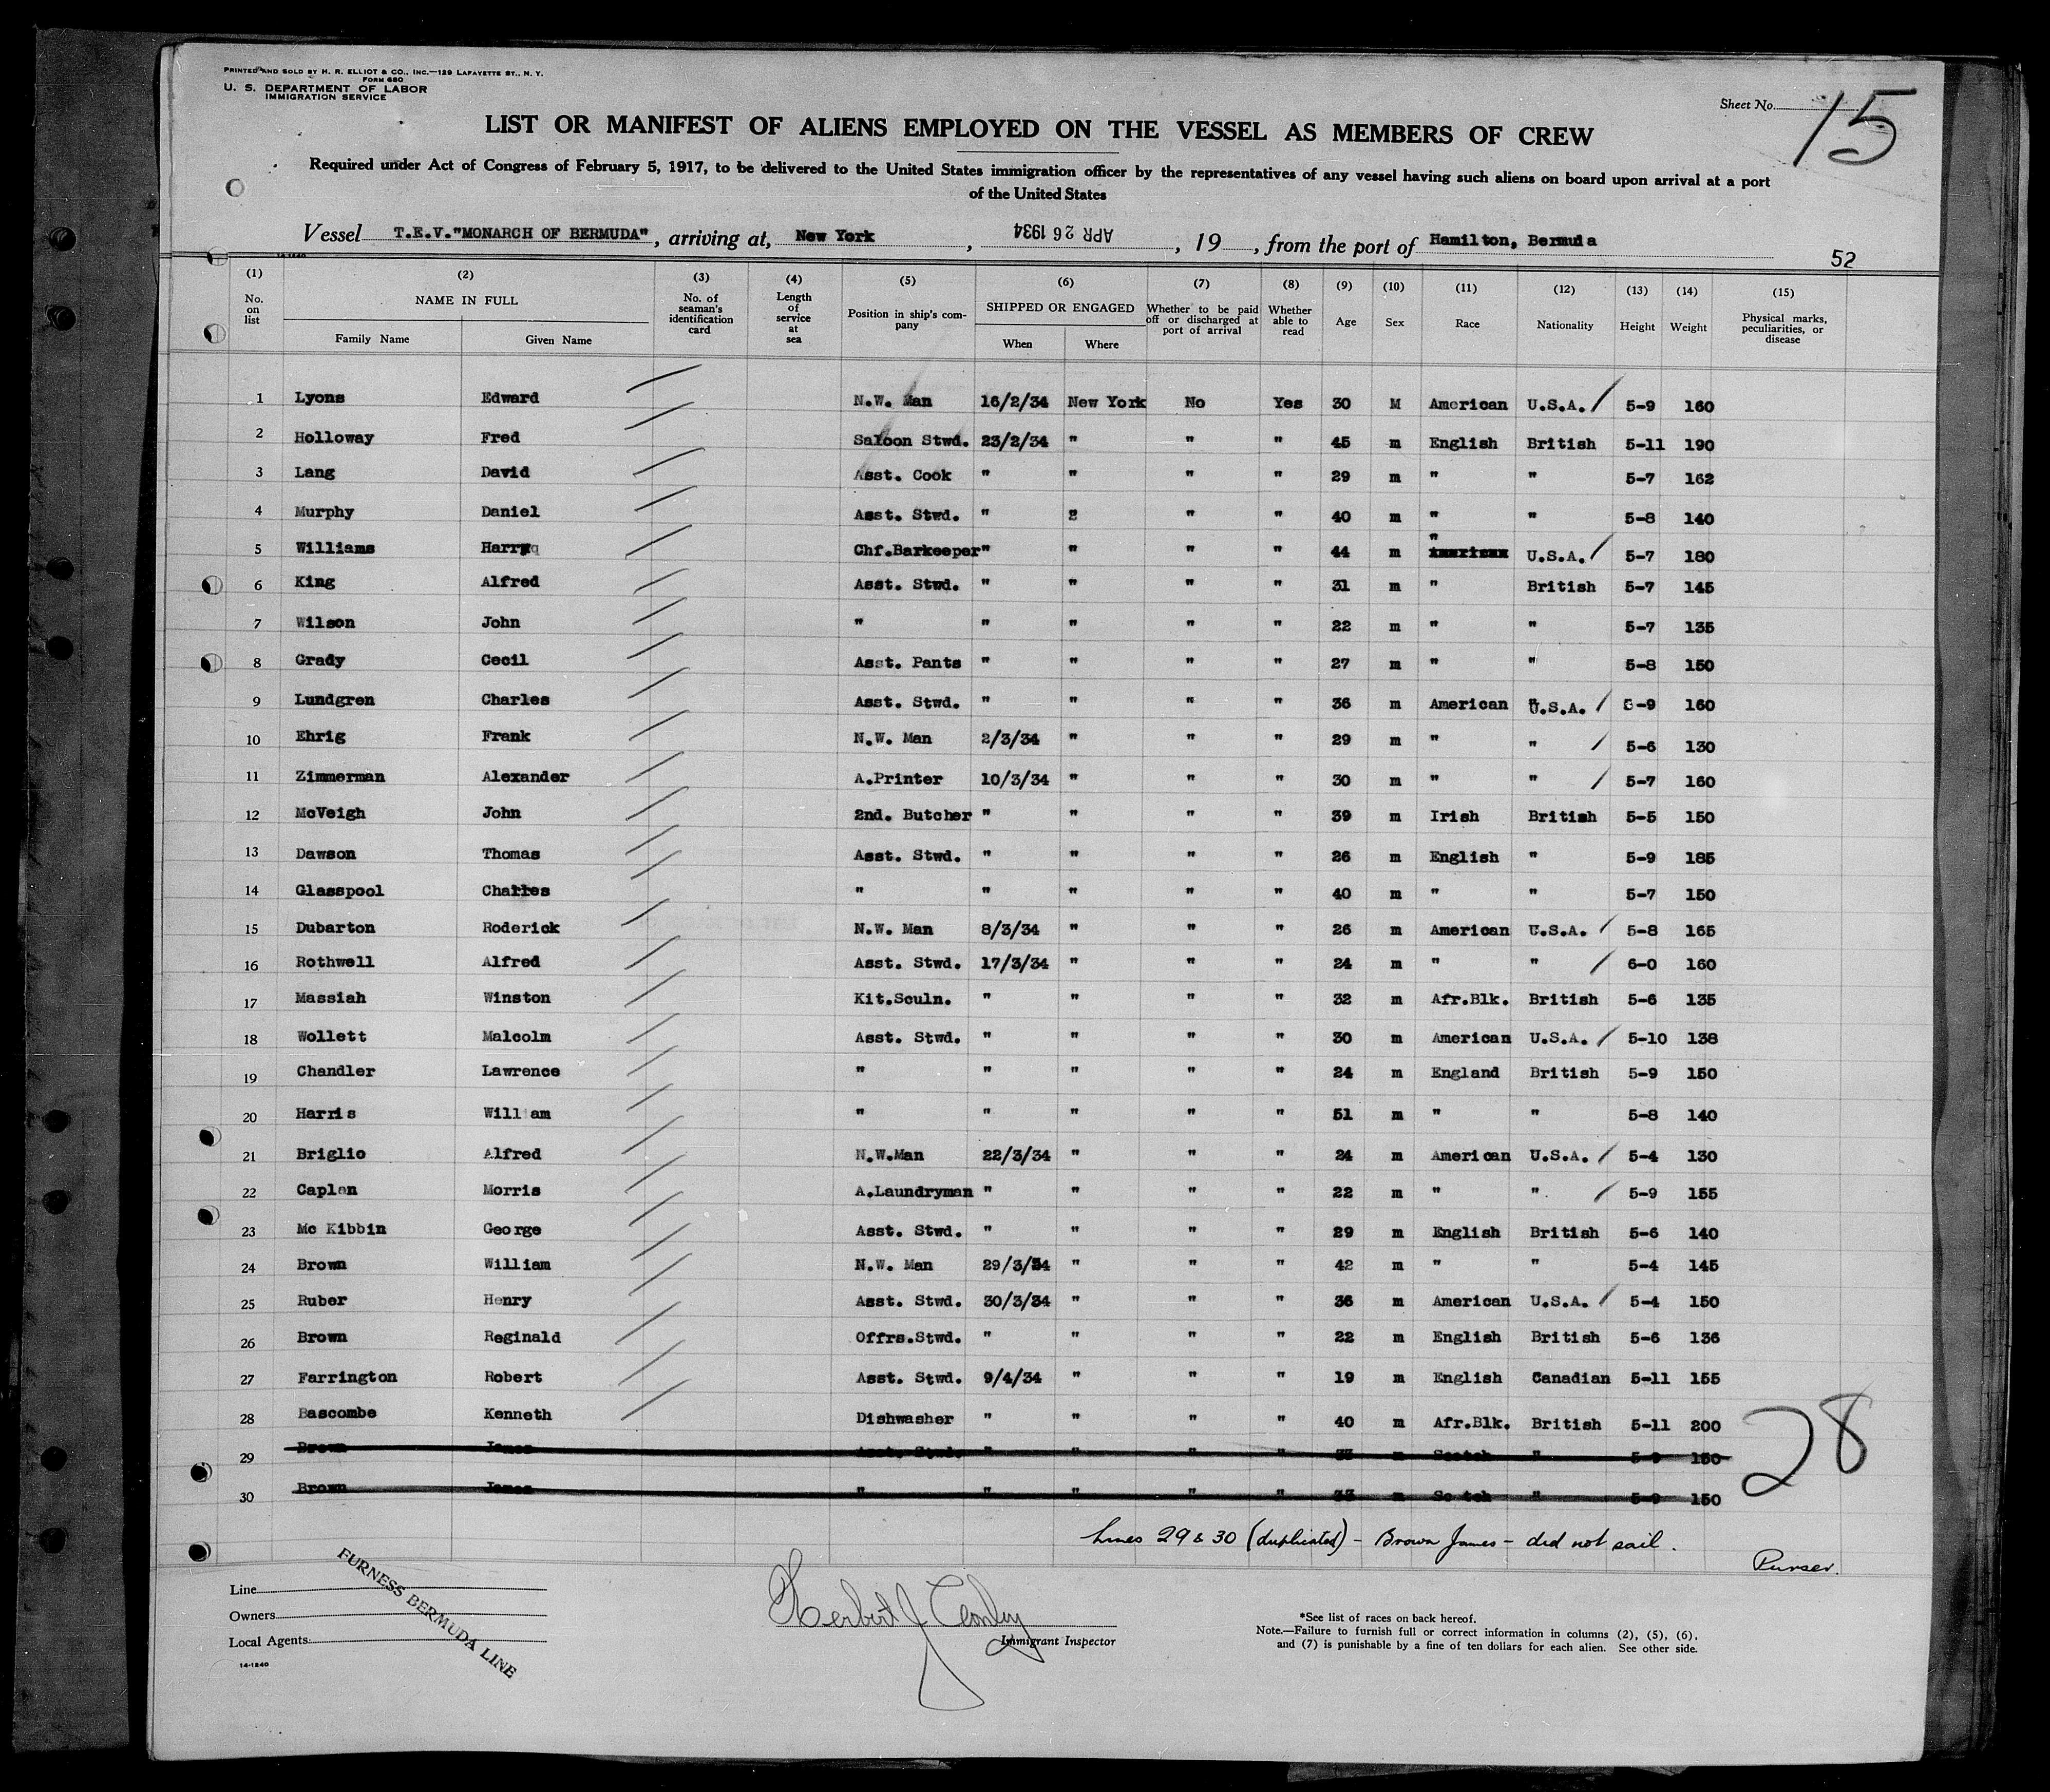 PRINTED AND SOLD BY H. R. ELLIOT & CO., INC.—129 LAFAYETTE ST., N. Y.
FORM 680
U. S. DEPARTMENT OF LABOR
IMMIGRATION SERVICE
Sheet No. 15
LIST OR MANIFEST OF ALIENS EMPLOYED ON THE VESSEL AS MEMBERS OF CREW
Required under Act of Congress of February 5, 1917, to be delivered to the United States immigration officer by the representatives of any vessel having such aliens on board upon arrival at a port
of the United States
Vessel T.E.V."MONARCH OF BERMUDA", arriving at, New York, APR 26 1934, 19, from the port of Hamilton, Bermuda
52
(1) (2) (3) (4) (5) (6) (7) (8) (9) (10) (11) (12) (13) (14) (15)
No. on list NAME IN FULL Family Name Given Name No. of seaman's identification card Length of service at sea Position in ship's company SHIPPED OR ENGAGED When Where Whether to be paid off or discharged at port of arrival Whether able to read Age Sex Race Nationality Height Weight Physical marks, peculiarities, or disease
1 Lyons Edward N.W. Man 16/2/34 New York No Yes 30 M American U.S.A. 5-9 160
2 Holloway Fred Saloon Stwd. 23/2/34 " " " 45 m English British 5-11 190
3 Lang David Asst. Cook " " " " 29 m " " 5-7 162
4 Murphy Daniel Asst. Stwd. " 2 " " 40 m " " 5-8 140
5 Williams Harry Chf.Barkeeper" " " " 44 m " U.S.A. 5-7 180
6 King Alfred Asst. Stwd. " " " " 31 m " British 5-7 145
7 Wilson John " " " " " 22 m " " 5-7 135
8 Grady Cecil Asst. Pants " " " " 27 m " " 5-8 150
9 Lundgren Charles Asst. Stwd. " " " " 36 m American U.S.A. 5-9 160
10 Ehrig Frank N.W. Man 2/3/34 " " " 29 m " " 5-6 130
11 Zimmerman Alexander A.Printer 10/3/34 " " " 30 m " " 5-7 160
12 McVeigh John 2nd. Butcher " " " " 39 m Irish British 5-5 150
13 Dawson Thomas Asst. Stwd. " " " " 26 m English " 5-9 185
14 Glasspool Charles " " " " " 40 m " " 5-7 150
15 Dubarton Roderick N.W. Man 8/3/34 " " " 26 m American U.S.A. 5-8 165
16 Rothwell Alfred Asst. Stwd. 17/3/34 " " " 24 m " " 6-0 160
17 Massiah Winston Kit.Sculn. " " " " 32 m Afr.Blk. British 5-6 135
18 Wollett Malcolm Asst. Stwd. " " " " 30 m American U.S.A. 5-10 138
19 Chandler Lawrence " " " " " 24 m England British 5-9 150
20 Harris William " " " " " 51 m " " 5-8 140
21 Briglio Alfred N.W.Man 22/3/34 " " " 24 m American U.S.A. 5-4 130
22 Caplan Morris A.Laundryman " " " " 22 m " " 5-9 155
23 Mc Kibbin George Asst. Stwd. " " " " 29 m English British 5-6 140
24 Brown William N.W. Man 29/3/34 " " " 42 m " " 5-4 145
25 Ruber Henry Asst. Stwd. 30/3/34 " " " 36 m American U.S.A. 5-4 150
26 Brown Reginald Offrs.Stwd. " " " " 22 m English British 5-6 136
27 Farrington Robert Asst. Stwd. 9/4/34 " " " 19 m English Canadian 5-11 155
28 Bascombe Kenneth Dishwasher " " " " 40 m Afr.Blk. British 5-11 200
29 Brown James Asst. Stwd. " " " " 33 m Scotch " 5-9 150
30 Brown James " " " " " 33 m Scotch " 5-9 150
28
Lines 29 & 30 (duplicated) – Brown James – did not sail.
Purser.
Line
Owners
Local Agents
FURNESS BERMUDA LINE
14-1240
Herbert J.
Immigrant Inspector
*See list of races on back hereof.
Note.—Failure to furnish full or correct information in columns (2), (5), (6),
and (7) is punishable by a fine of ten dollars for each alien. See other side.